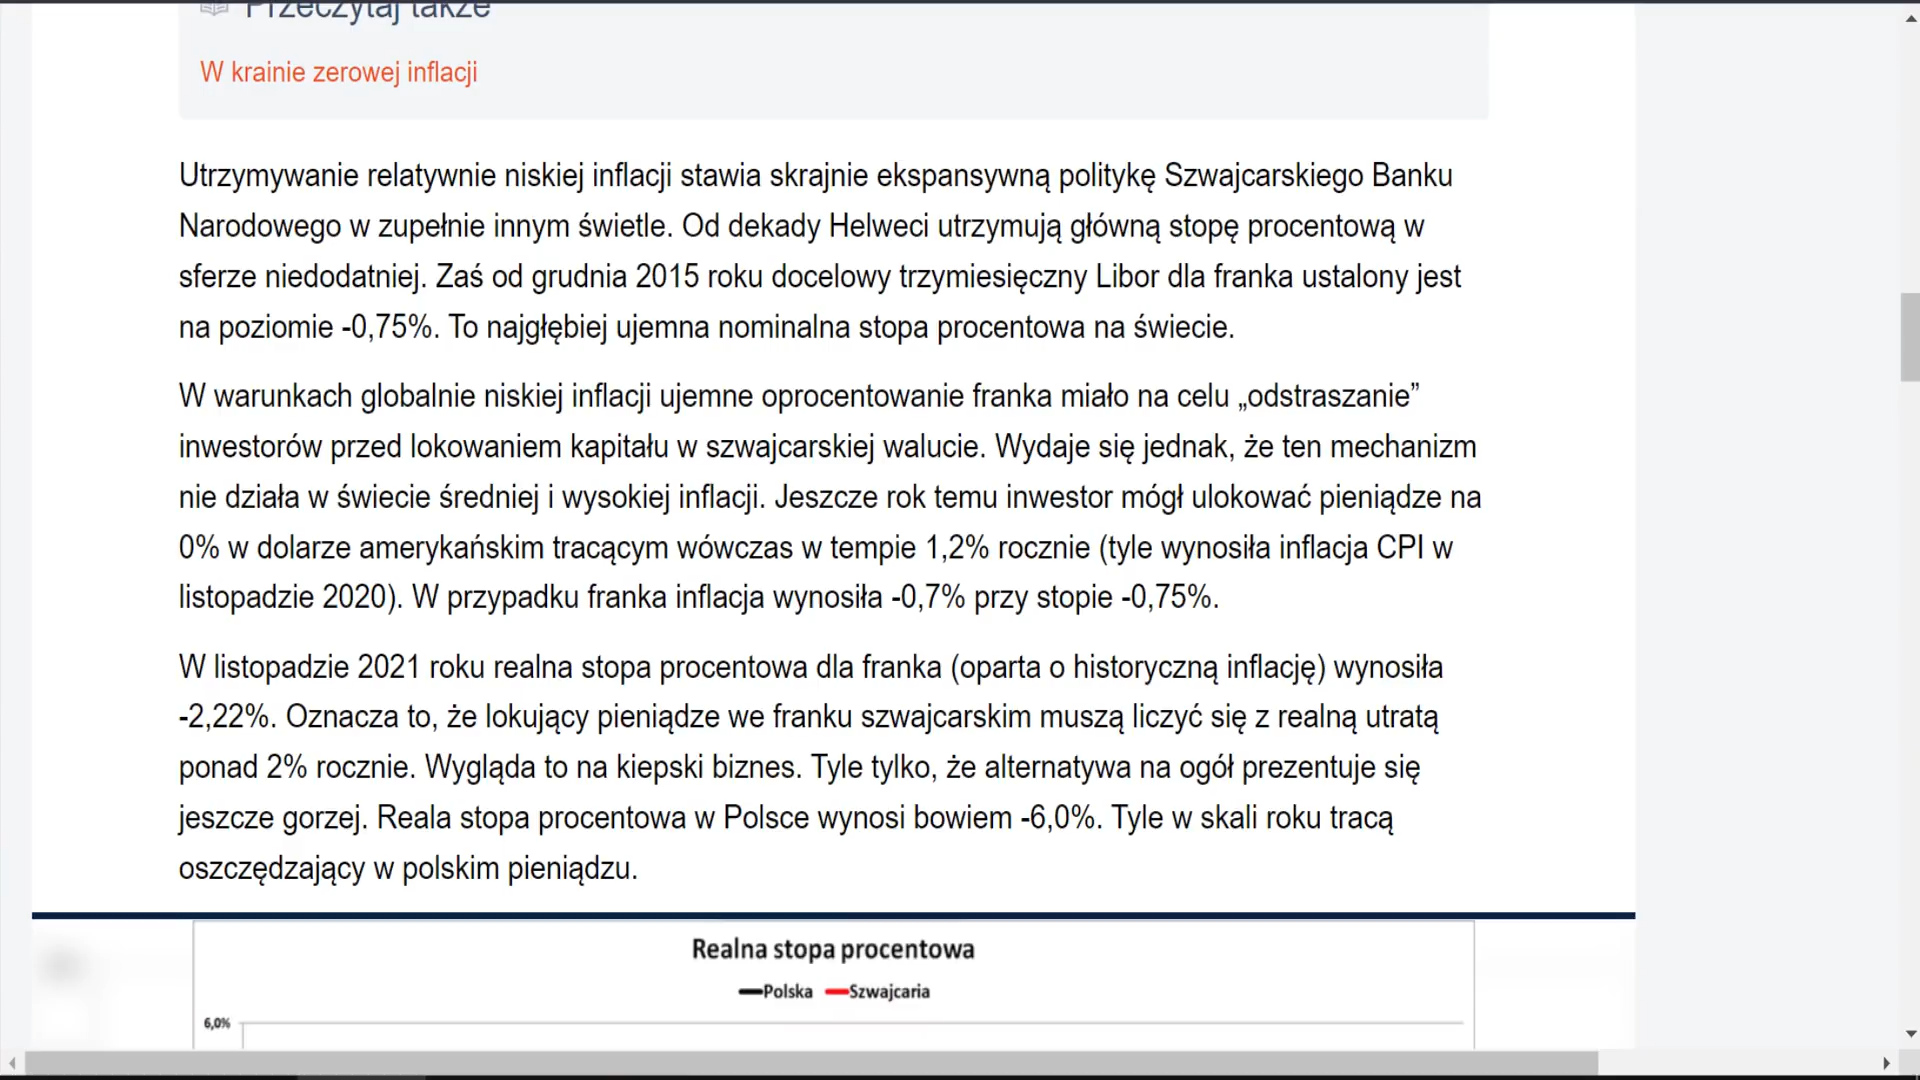 Przeczytaj także
W krainie zerowej inflacji
Utrzymywanie relatywnie niskiej inflacji stawia skrajnie ekspansywną politykę Szwajcarskiego Banku
Narodowego w zupełnie innym świetle. Od dekady Helweci utrzymują główną stopę procentową w
sferze niedodatniej. Zaś od grudnia 2015 roku docelowy trzymiesięczny Libor dla franka ustalony jest
na poziomie -0,75%. To najgłębiej ujemna nominalna stopa procentowa na świecie.
W warunkach globalnie niskiej inflacji ujemne oprocentowanie franka miało na celu „odstraszanie”
inwestorów przed lokowaniem kapitału w szwajcarskiej walucie. Wydaje się jednak, że ten mechanizm
nie działa w świecie średniej i wysokiej inflacji. Jeszcze rok temu inwestor mógł ulokować pieniądze na
0% w dolarze amerykańskim tracącym wówczas w tempie 1,2% rocznie (tyle wynosiła inflacja CPI w
listopadzie 2020). W przypadku franka inflacja wynosiła -0,7% przy stopie -0,75%.
W listopadzie 2021 roku realna stopa procentowa dla franka (oparta o historyczną inflację) wynosiła
-2,22%. Oznacza to, że lokujący pieniądze we franku szwajcarskim muszą liczyć się z realną utratą
ponad 2% rocznie. Wygląda to na kiepski biznes. Tyle tylko, że alternatywa na ogół prezentuje się
jeszcze gorzej. Reala stopa procentowa w Polsce wynosi bowiem -6,0%. Tyle w skali roku tracą
oszczędzający w polskim pieniądzu.
Realna stopa procentowa
Polska Szwajcaria
6,0%